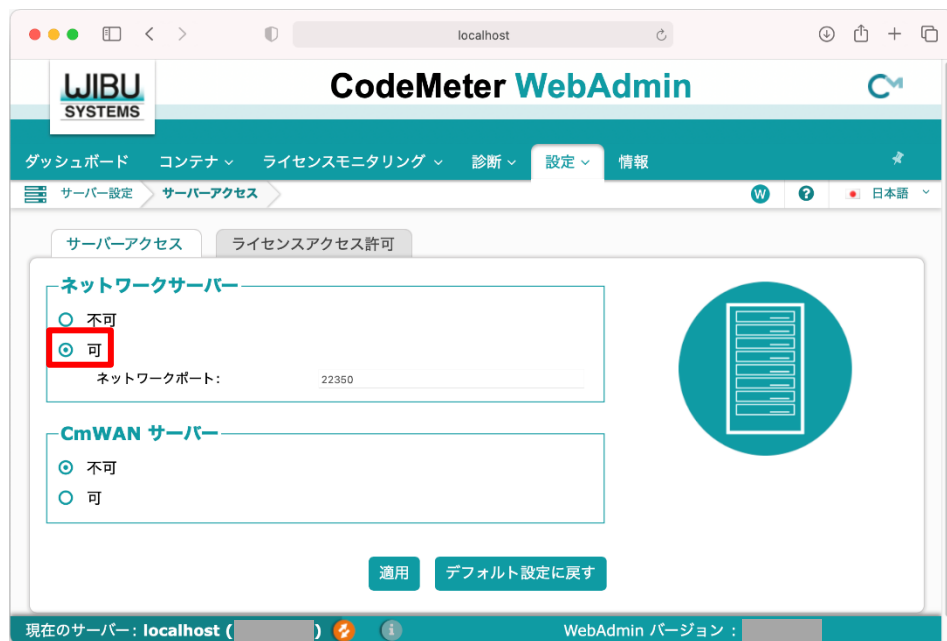 localhost
WIBU
SYSTEMS
CodeMeter WebAdmin
CM
ダッシュボード コンテナ ライセンスモニタリング 診断 設定 情報
サーバー設定 サーバーアクセス W ? 日本語
サーバーアクセス ライセンスアクセス許可
ネットワークサーバー
不可
可
ネットワークポート: 22350
CmWAN サーバー
不可
可
適用 デフォルト設定に戻す
現在のサーバー: localhost ( ) i WebAdmin バージョン :